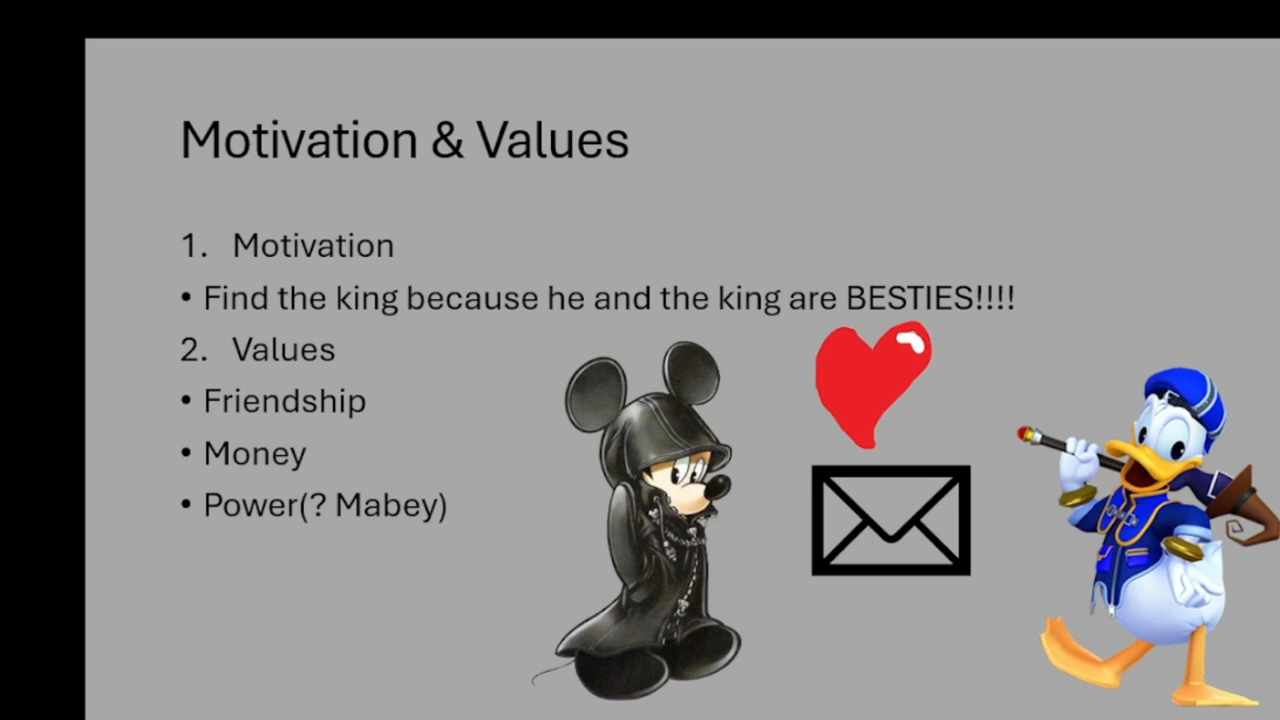 Motivation & Values
1. Motivation
• Find the king because he and the king are BESTIES!!!!
2. Values
• Friendship
• Money
• Power(? Mabey)